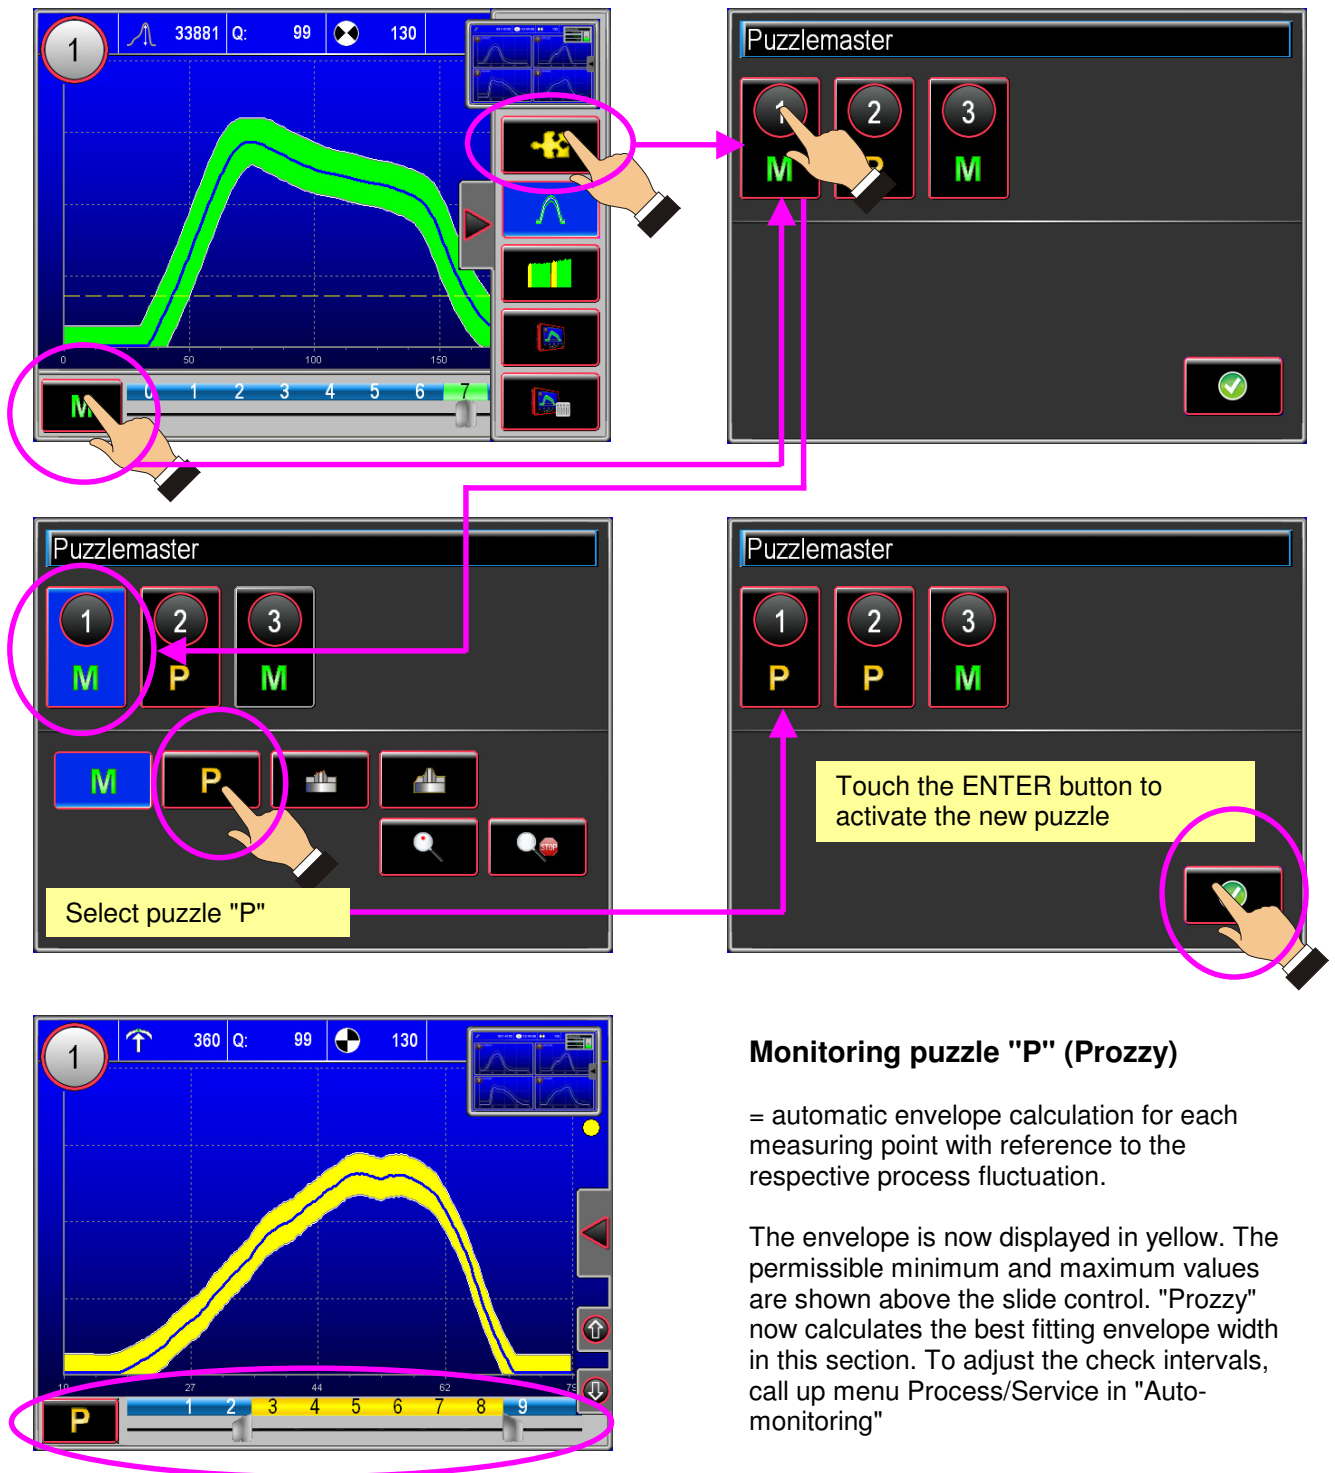 1
33881 Q: 99 130
0 50 100 150
M 0 1 2 3 4 5 6 7
Puzzlemaster
1 2 3
M P M
Puzzlemaster
1 2 3
M P M
M P
STOP
Select puzzle "P"
Puzzlemaster
1 2 3
P P M
Touch the ENTER button to
activate the new puzzle
1
360 Q: 99 130
10 27 44 62 79
P 1 2 3 4 5 6 7 8 9
Monitoring puzzle "P" (Prozzy)
= automatic envelope calculation for each
measuring point with reference to the
respective process fluctuation.
The envelope is now displayed in yellow. The
permissible minimum and maximum values
are shown above the slide control. "Prozzy"
now calculates the best fitting envelope width
in this section. To adjust the check intervals,
call up menu Process/Service in "Auto-
monitoring"